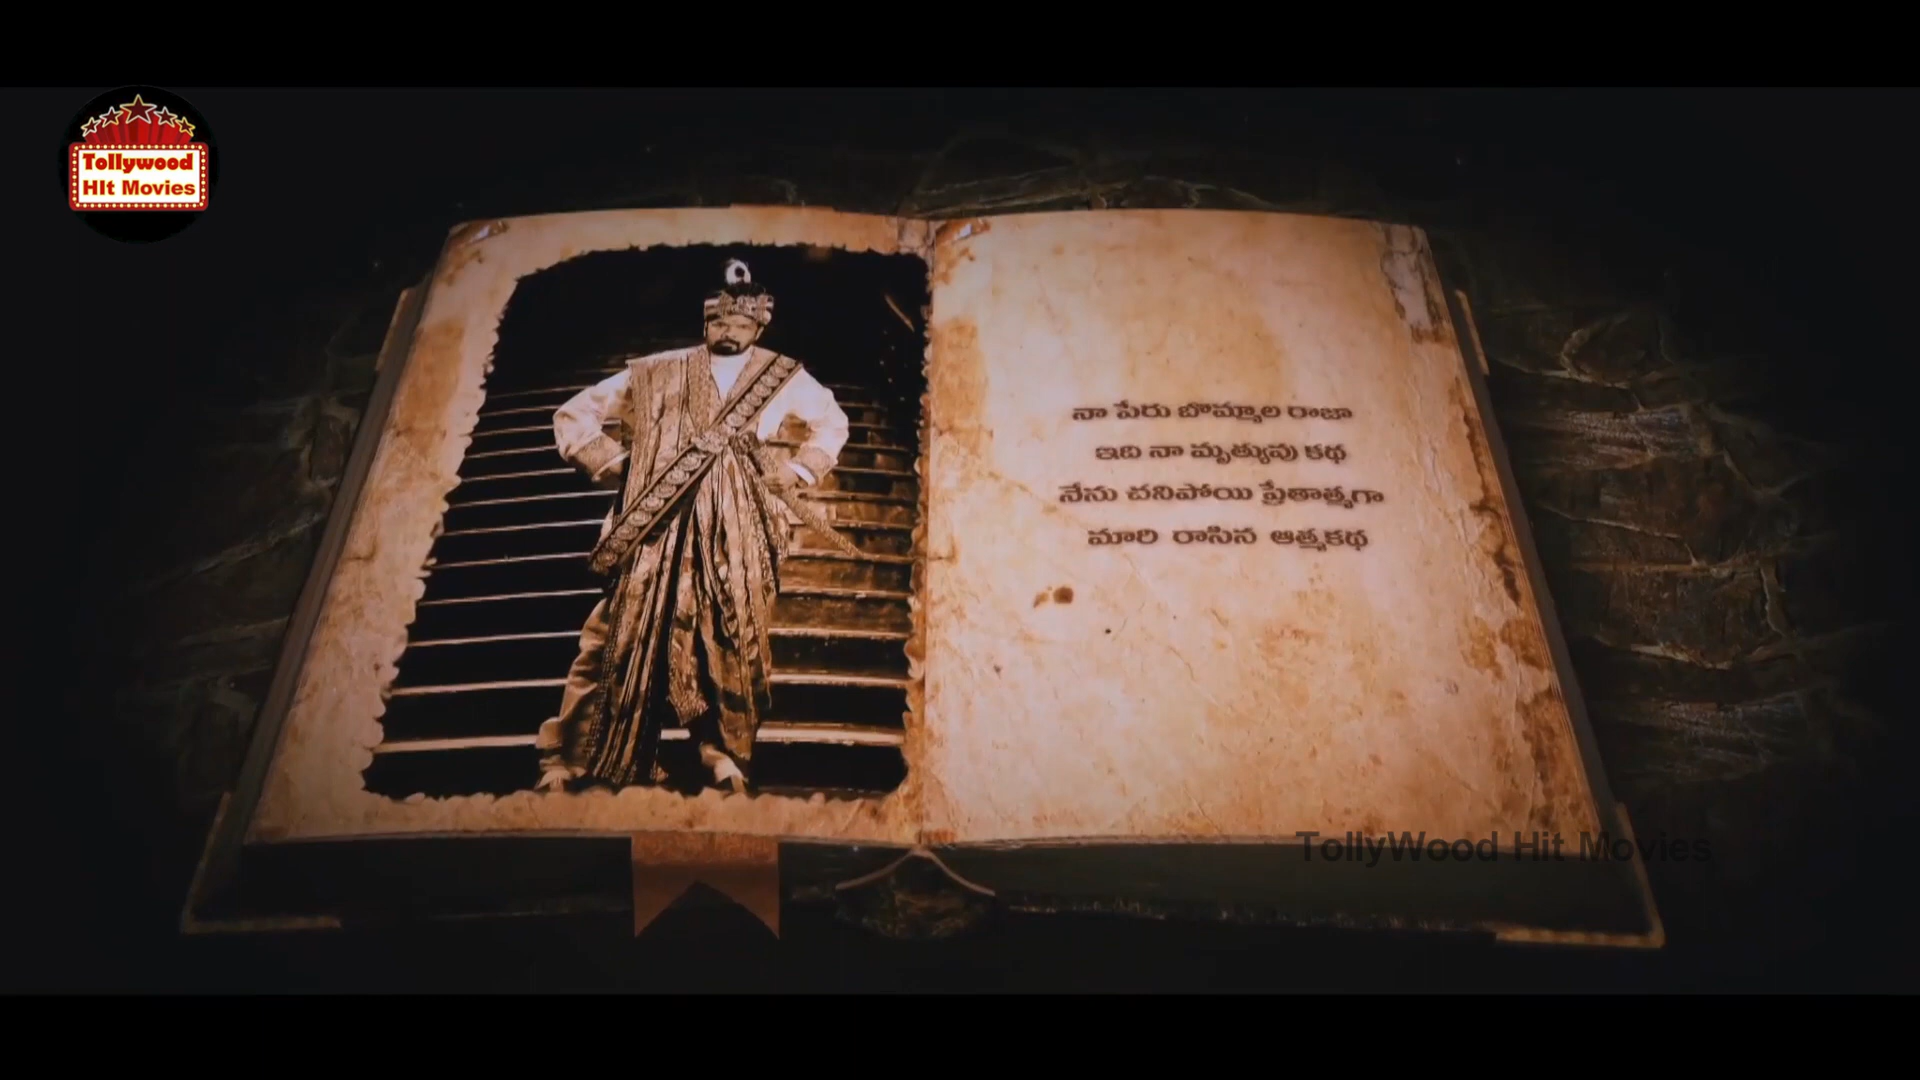 Tollywood
HIt Movies
నా పేరు బొమ్మాల రాజా
ఇది నా మృత్యువు కథ
నేను చనిపోయి ప్రేతాత్మగా
మారి రాసిన ఆత్మకథ
TollyWood Hit Movies